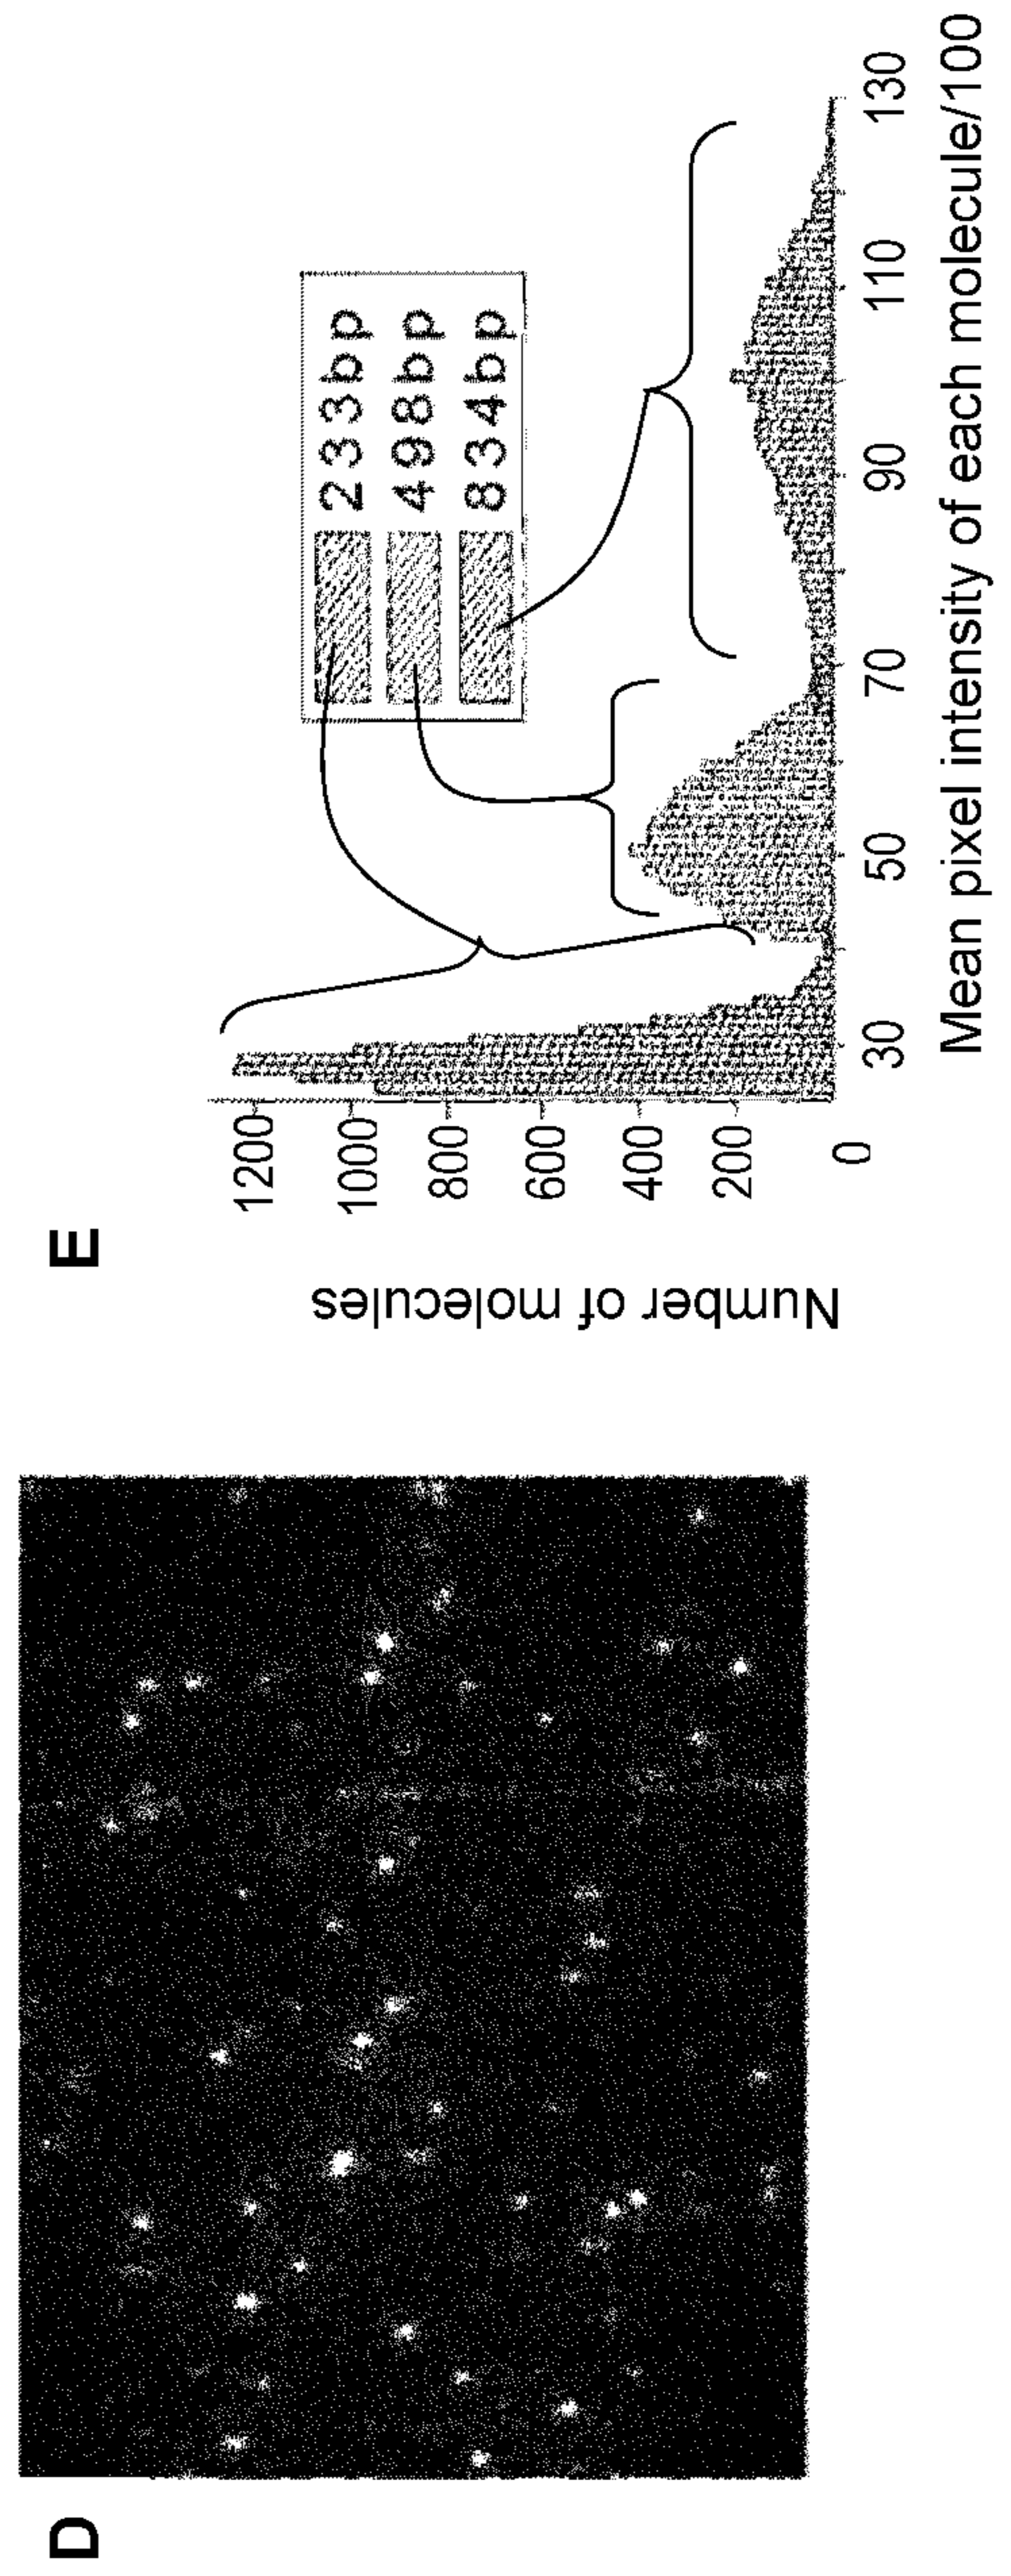 D
E
Number of molecules
1200
1000
800
600
400
200
0
233bp
498bp
834bp
30 50 70 90 110 130
Mean pixel intensity of each molecule/100